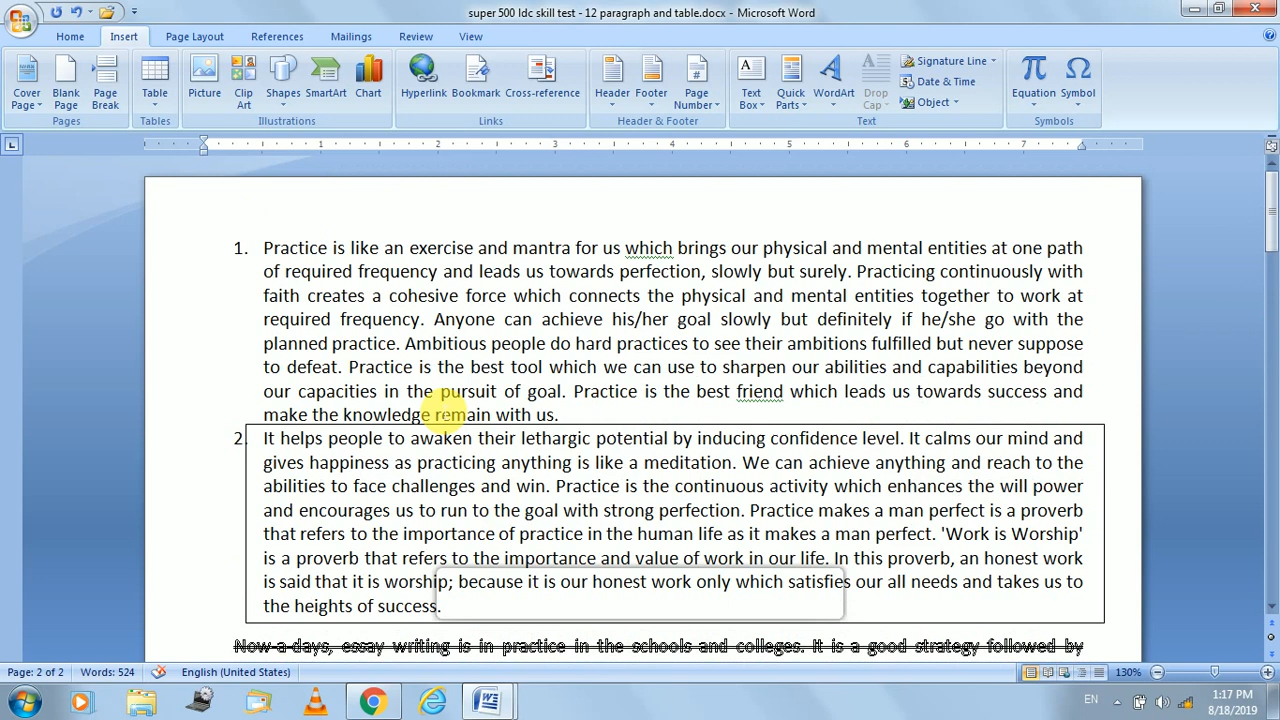 super 500 ldc skill test - 12 paragraph and table.docx - Microsoft Word
Home Insert Page Layout References Mailings Review View
Cover Page
Blank Page
Page Break
Table
Picture
Clip Art
Shapes
SmartArt
Chart
Hyperlink
Bookmark
Cross-reference
Header
Footer
Page Number
Text Box
Quick Parts
WordArt
Drop Cap
Signature Line
Date & Time
Object
Equation
Symbol
Pages Tables Illustrations Links Header & Footer Text Symbols
1 2 3 4 5 6 7
1. Practice is like an exercise and mantra for us which brings our physical and mental entities at one path
of required frequency and leads us towards perfection, slowly but surely. Practicing continuously with
faith creates a cohesive force which connects the physical and mental entities together to work at
required frequency. Anyone can achieve his/her goal slowly but definitely if he/she go with the
planned practice. Ambitious people do hard practices to see their ambitions fulfilled but never suppose
to defeat. Practice is the best tool which we can use to sharpen our abilities and capabilities beyond
our capacities in the pursuit of goal. Practice is the best friend which leads us towards success and
make the knowledge remain with us.
2. It helps people to awaken their lethargic potential by inducing confidence level. It calms our mind and
gives happiness as practicing anything is like a meditation. We can achieve anything and reach to the
abilities to face challenges and win. Practice is the continuous activity which enhances the will power
and encourages us to run to the goal with strong perfection. Practice makes a man perfect is a proverb
that refers to the importance of practice in the human life as it makes a man perfect. 'Work is Worship'
is a proverb that refers to the importance and value of work in our life. In this proverb, an honest work
is said that it is worship; because it is our honest work only which satisfies our all needs and takes us to
the heights of success.
Now-a-days, essay writing is in practice in the schools and colleges. It is a good strategy followed by
Page: 2 of 2 Words: 524 English (United States) 130%
EN 1:17 PM
8/18/2019